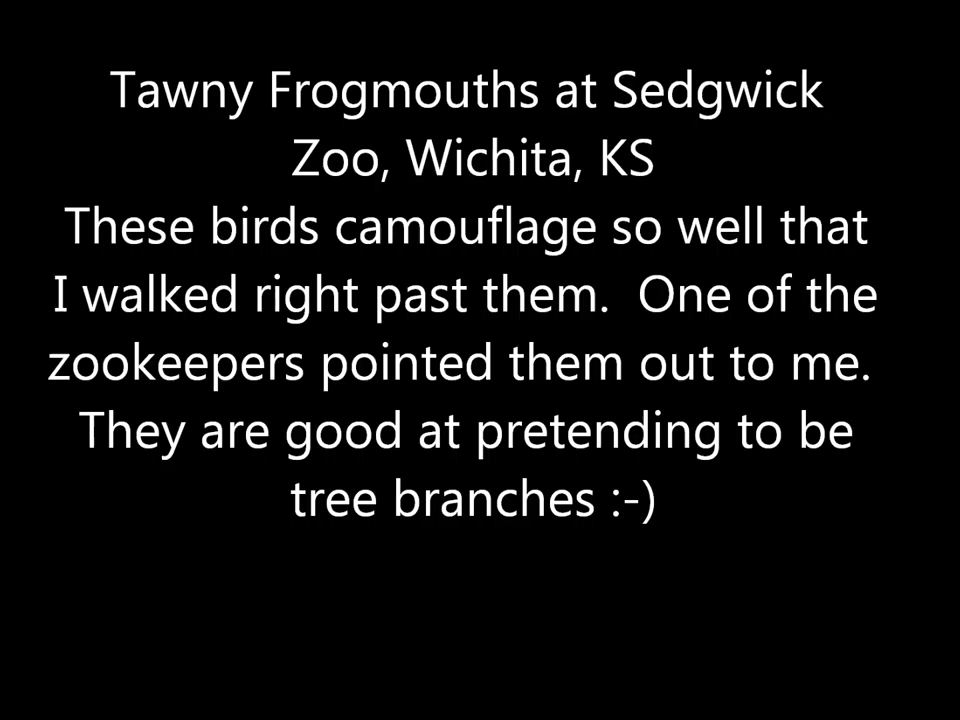 Tawny Frogmouths at Sedgwick
Zoo, Wichita, KS
These birds camouflage so well that
I walked right past them.  One of the
zookeepers pointed them out to me.
They are good at pretending to be
tree branches :-)